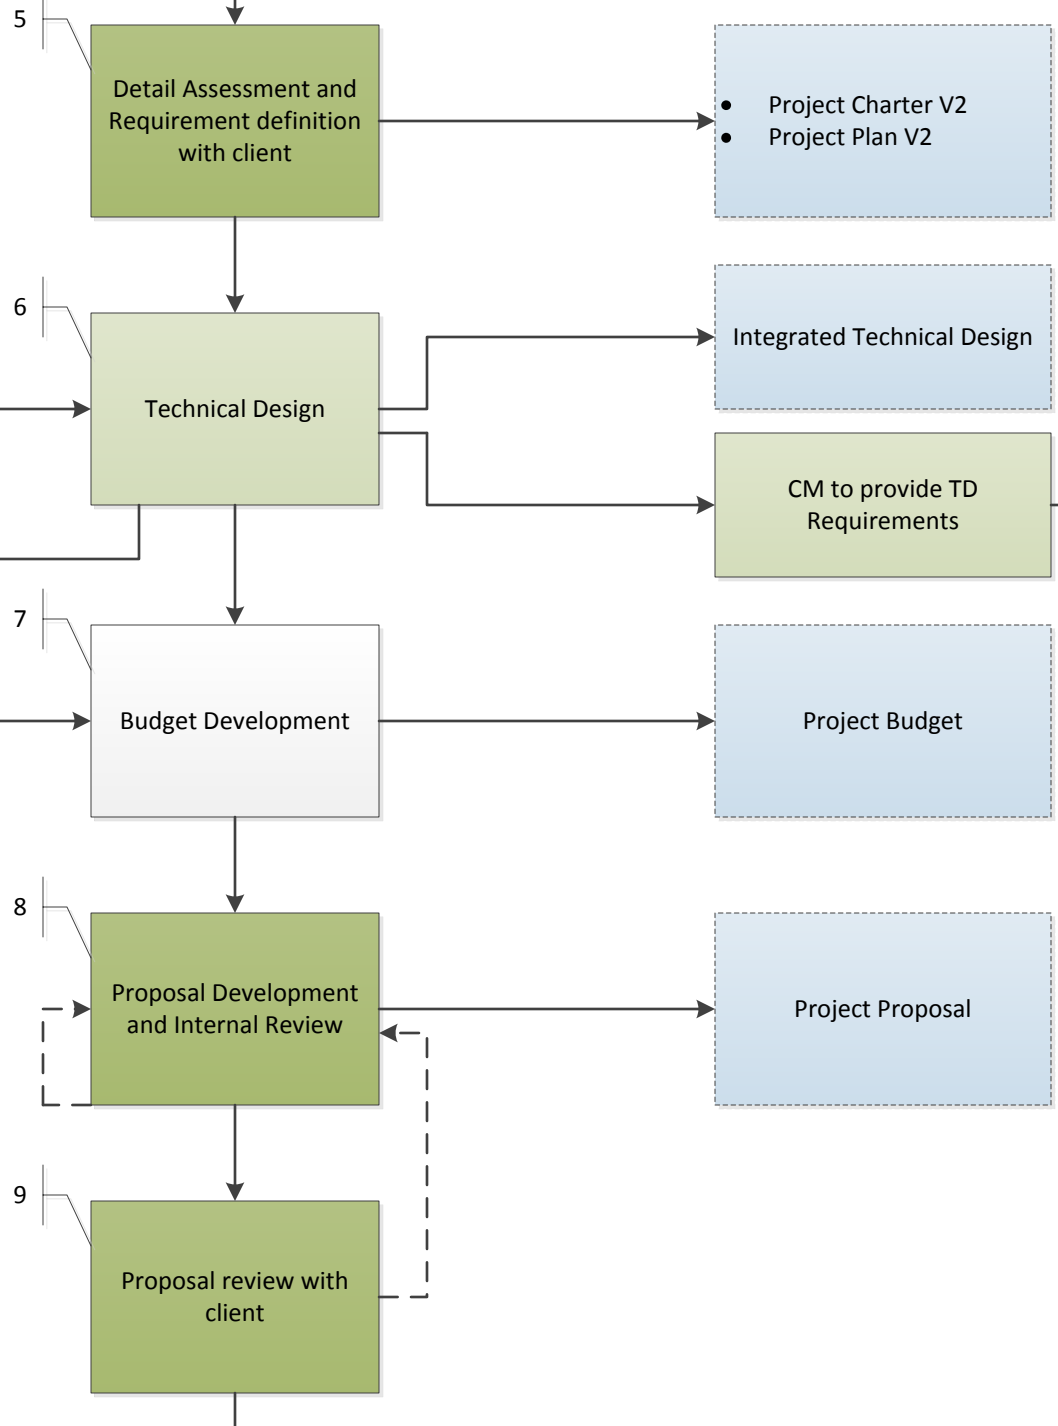 5
Detail Assessment and
Requirement definition
with client
• Project Charter V2
• Project Plan V2
6
Technical Design
Integrated Technical Design
CM to provide TD
Requirements
7
Budget Development
Project Budget
8
Proposal Development
and Internal Review
Project Proposal
9
Proposal review with
client